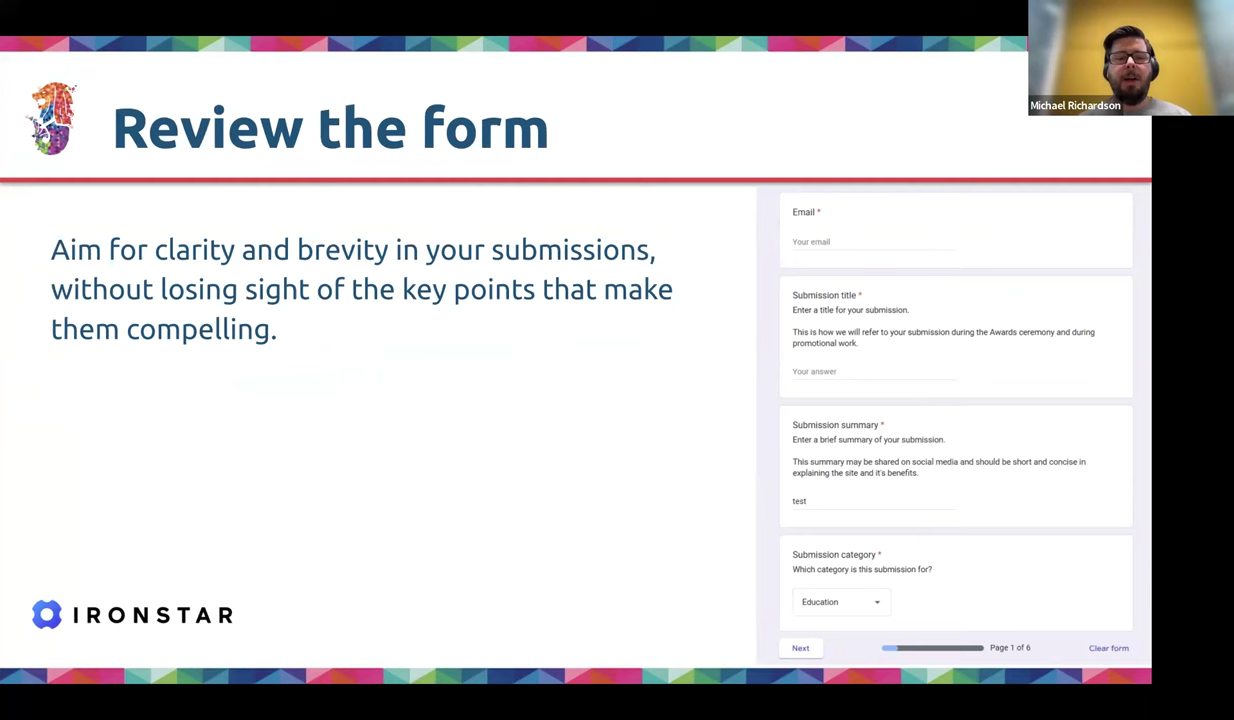 Michael Richardson
Review the form
Aim for clarity and brevity in your submissions,
without losing sight of the key points that make
them compelling.
IRONSTAR
Email *
Your email
Submission title *
Enter a title for your submission.
This is how we will refer to your submission during the Awards ceremony and during
promotional work.
Your answer
Submission summary *
Enter a brief summary of your submission.
This summary may be shared on social media and should be short and concise in
explaining the site and it's benefits.
test
Submission category *
Which category is this submission for?
Education
Next
Page 1 of 6
Clear form